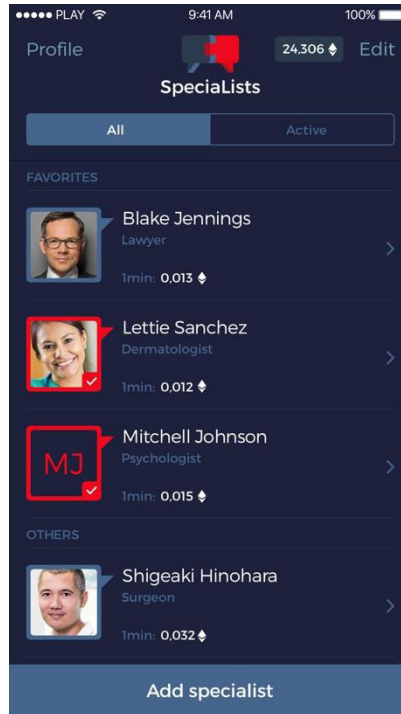 PLAY 9:41 AM 100%
Profile 24,306 Edit
SpeciaLists
All Active
FAVORITES
Blake Jennings
Lawyer
1min: 0,013
Lettie Sanchez
Dermatologist
1min: 0,012
MJ
Mitchell Johnson
Psychologist
1min: 0,015
OTHERS
Shigeaki Hinohara
Surgeon
1min: 0,032
Add specialist